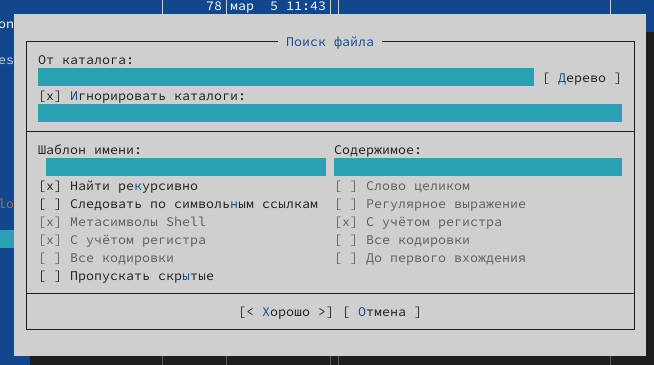 78 мар 5 11:43
on
Поиск файла
От каталога:
es
[ Дерево ]
[x] Игнорировать каталоги:
Шаблон имени:
Содержимое:
[x] Найти рекурсивно
[ ] Слово целиком
[ ] Следовать по символьным ссылкам
[ ] Регулярное выражение
lo
[x] Метасимволы Shell
[x] С учётом регистра
[x] С учётом регистра
[ ] Все кодировки
[ ] Все кодировки
[ ] До первого вхождения
[ ] Пропускать скрытые
[< Хорошо >] [ Отмена ]